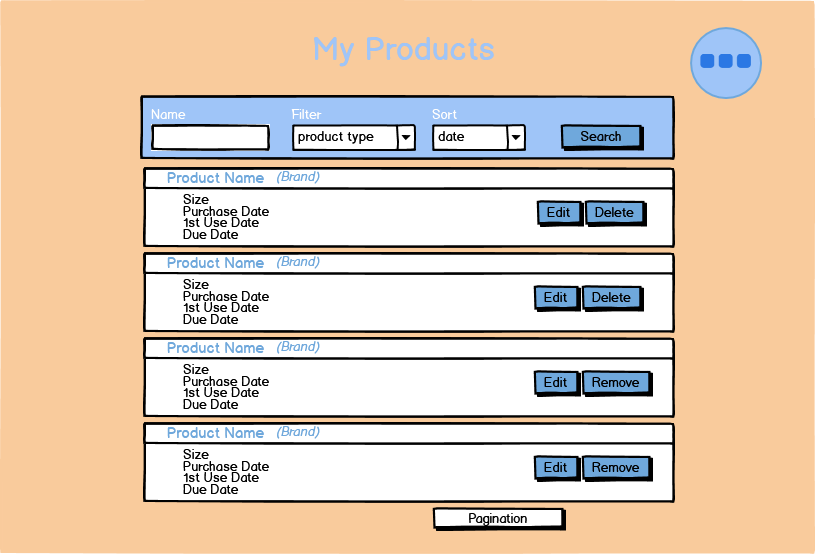 My Products
Name Filter Sort
product type date Search
Product Name (Brand)
Size
Purchase Date
1st Use Date
Due Date
Edit Delete
Product Name (Brand)
Size
Purchase Date
1st Use Date
Due Date
Edit Delete
Product Name (Brand)
Size
Purchase Date
1st Use Date
Due Date
Edit Remove
Product Name (Brand)
Size
Purchase Date
1st Use Date
Due Date
Edit Remove
Pagination